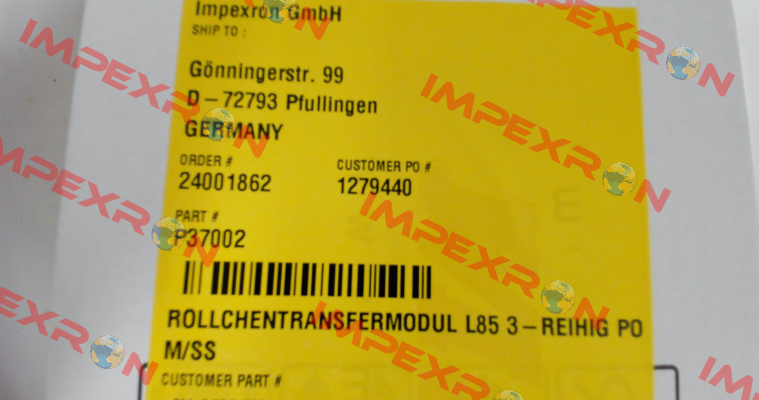 Impexron GmbH
SHIP TO :
Gönningerstr. 99
D-72793 Pfullingen
GERMANY
ORDER # CUSTOMER PO #
24001862 1279440
PART #
P37002
ROLLCHENTRANSFERMODUL L85 3-REIHIG PO
M/SS
CUSTOMER PART #
IMPEXRON
IMPEXRON
IMPEXRON
IMPEXRON
IMPEXRON